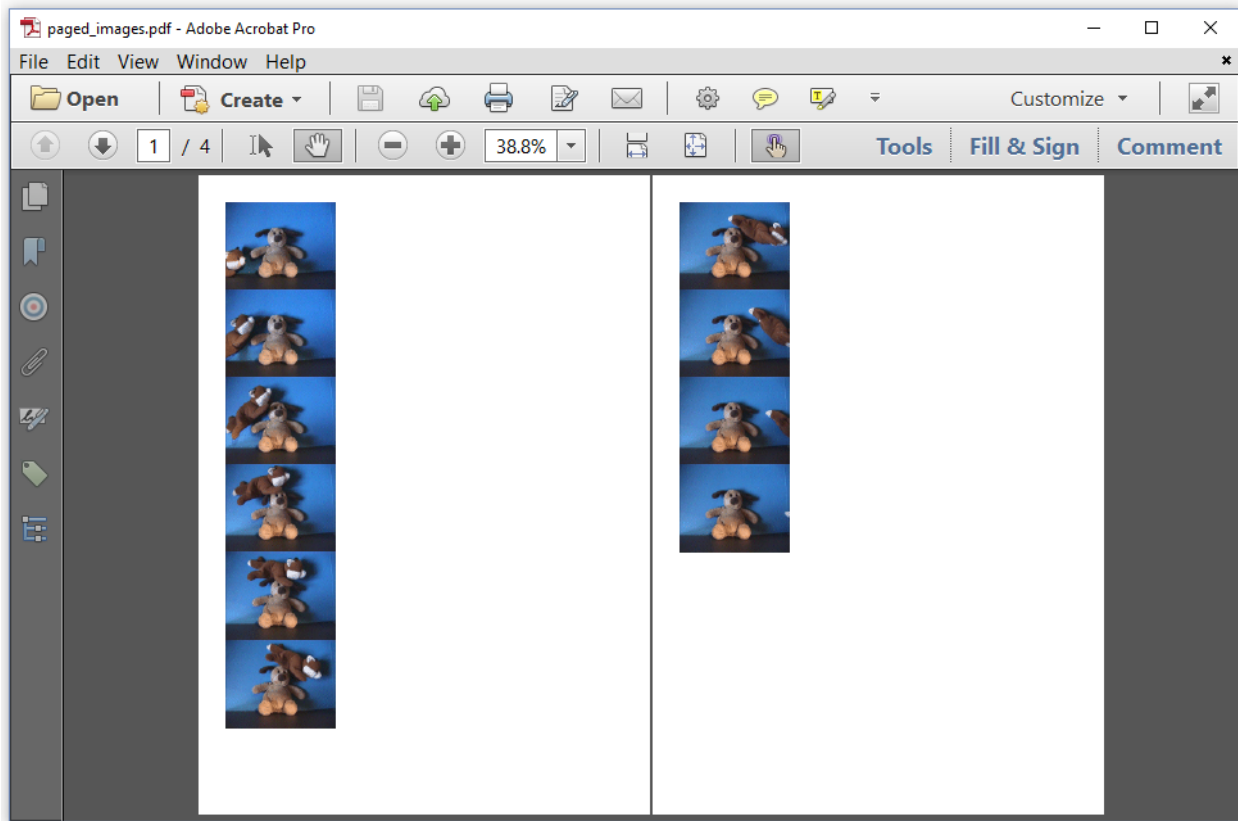 paged_images.pdf - Adobe Acrobat Pro
File Edit View Window Help
Open Create Customize
1 / 4 38.8% Tools Fill & Sign Comment